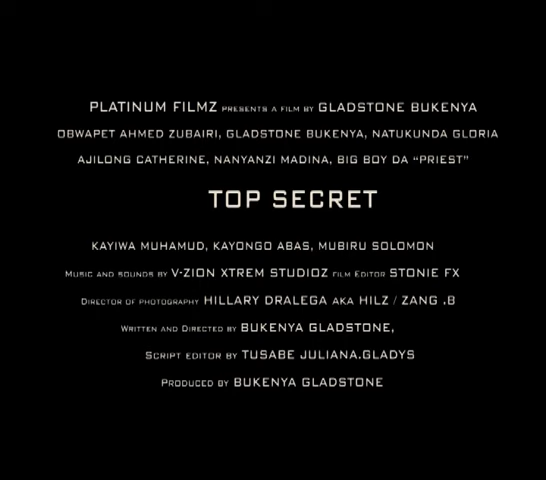 PLATINUM FILMZ PRESENTS A FILM BY GLADSTONE BUKENYA
OBWAPET AHMED ZUBAIRI, GLADSTONE BUKENYA, NATUKUNDA GLORIA
AJILONG CATHERINE, NANYANZI MADINA, BIG BOY DA “PRIEST”
TOP SECRET
KAYIWA MUHAMUD, KAYONGO ABAS, MUBIRU SOLOMON
MUSIC AND SOUNDS BY V-ZION XTREM STUDIOZ FILM EDITOR STONIE FX
DIRECTOR OF PHOTOGRAPHY HILLARY DRALEGA AKA HILZ / ZANG .B
WRITTEN AND DIRECTED BY BUKENYA GLADSTONE,
SCRIPT EDITOR BY TUSABE JULIANA.GLADYS
PRODUCED BY BUKENYA GLADSTONE